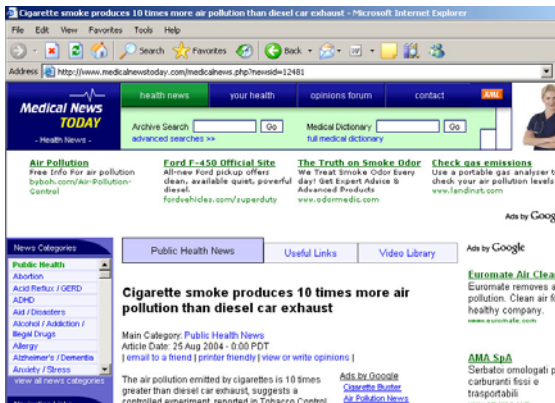 Cigarette smoke produces 10 times more air pollution than diesel car exhaust - Microsoft Internet Explorer
File Edit View Favorites Tools Help
Search Favorites Back
Address http://www.medicalnewstoday.com/medicalnews.php?newsid=12481
Medical News
TODAY
- Health News -
health news your health opinions forum contact
XML
Archive Search Go Medical Dictionary Go
advanced searches >> full medical dictionary
Air Pollution
Free Info For air pollution
byboh.com/Air-Pollution-
Control
Ford F-450 Official Site
All-new Ford pickup offers
clean, available quiet, powerful
diesel.
fordvehicles.com/superduty
The Truth on Smoke Odor
We Treat Smoke Odor Every
day! Get Expert Advice &
Advanced Products
www.odormedic.com
Check gas emissions
Use a portable gas analyser t
check your air pollution levels
www.landinst.com
Ads by Goog
News Categories
Public Health
Abortion
Acid Reflux / GERD
ADHD
Aid / Disasters
Alcohol / Addiction /
Illegal Drugs
Allergy
Alzheimer's / Dementia
Anxiety / Stress
view all news categories
Public Health News Useful Links Video Library
Cigarette smoke produces 10 times more air
pollution than diesel car exhaust
Main Category: Public Health News
Article Date: 25 Aug 2004 - 0:00 PDT
| email to a friend | printer friendly | view or write opinions |
The air pollution emitted by cigarettes is 10 times
greater than diesel car exhaust, suggests a
controlled experiment, reported in Tobacco Control
Ads by Google
Cigarette Buster
Air Pollution News
Ads by Google
Euromate Air Clea
Euromate removes a
pollution. Clean air fo
healthy company.
www.euromate.com
AMA SpA
Serbatoi omologati p
carburanti fissi e
trasportabili